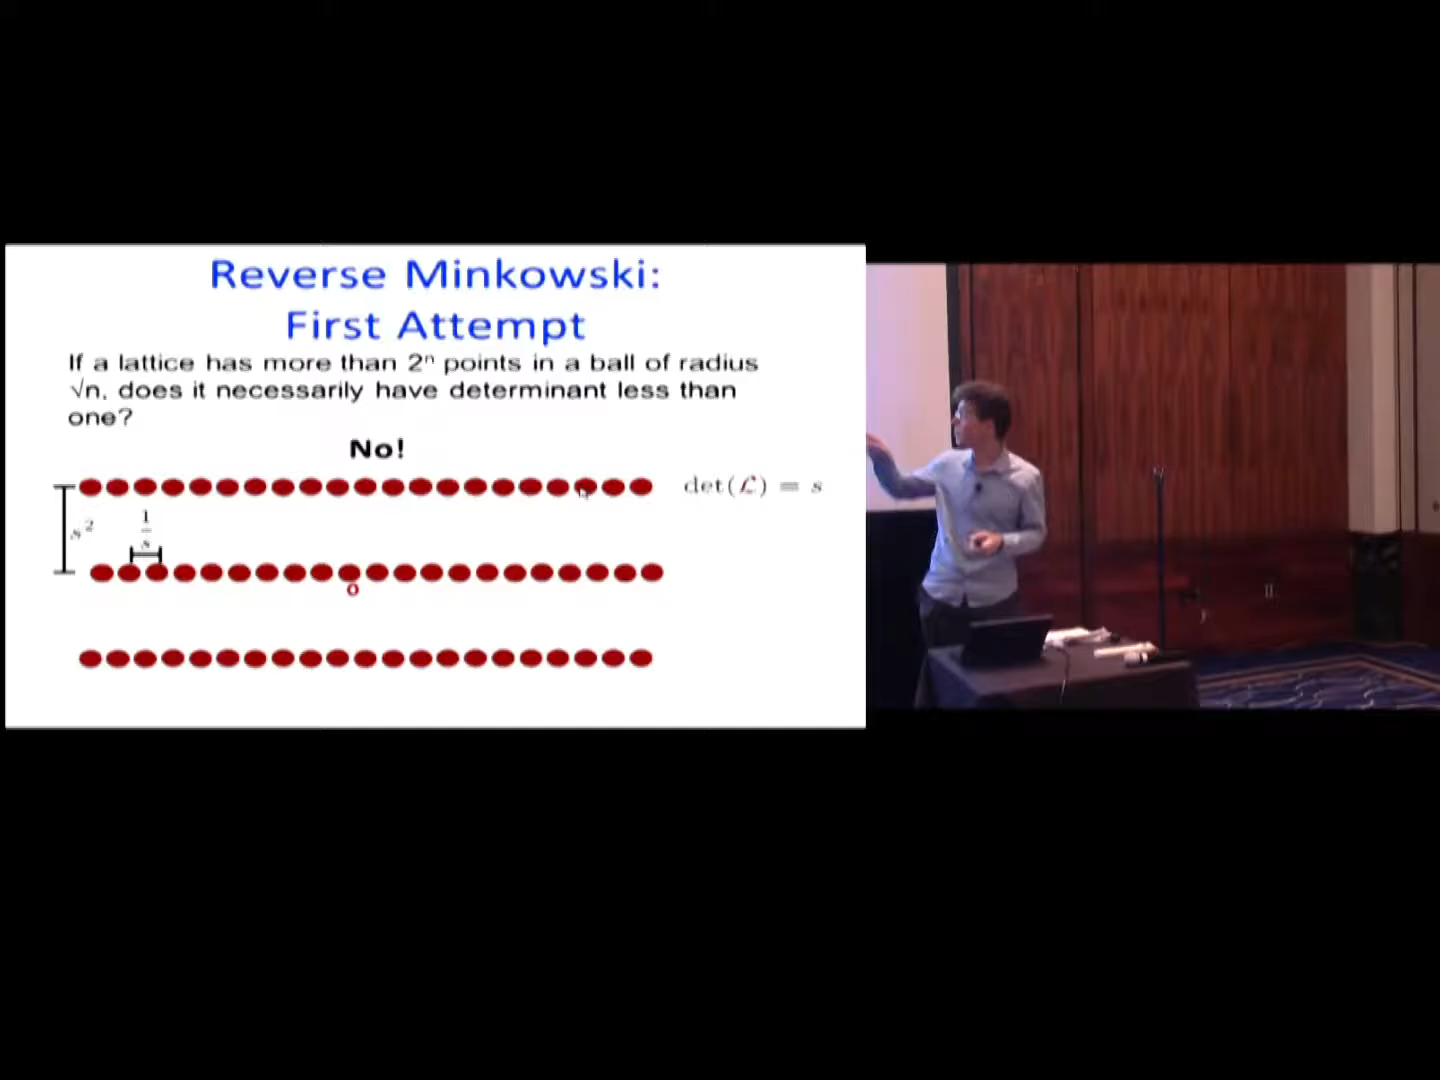 Reverse Minkowski:
First Attempt
If a lattice has more than 2ⁿ points in a ball of radius
√n, does it necessarily have determinant less than
one?
No!
det(ℒ) = s
s²
1
s
0